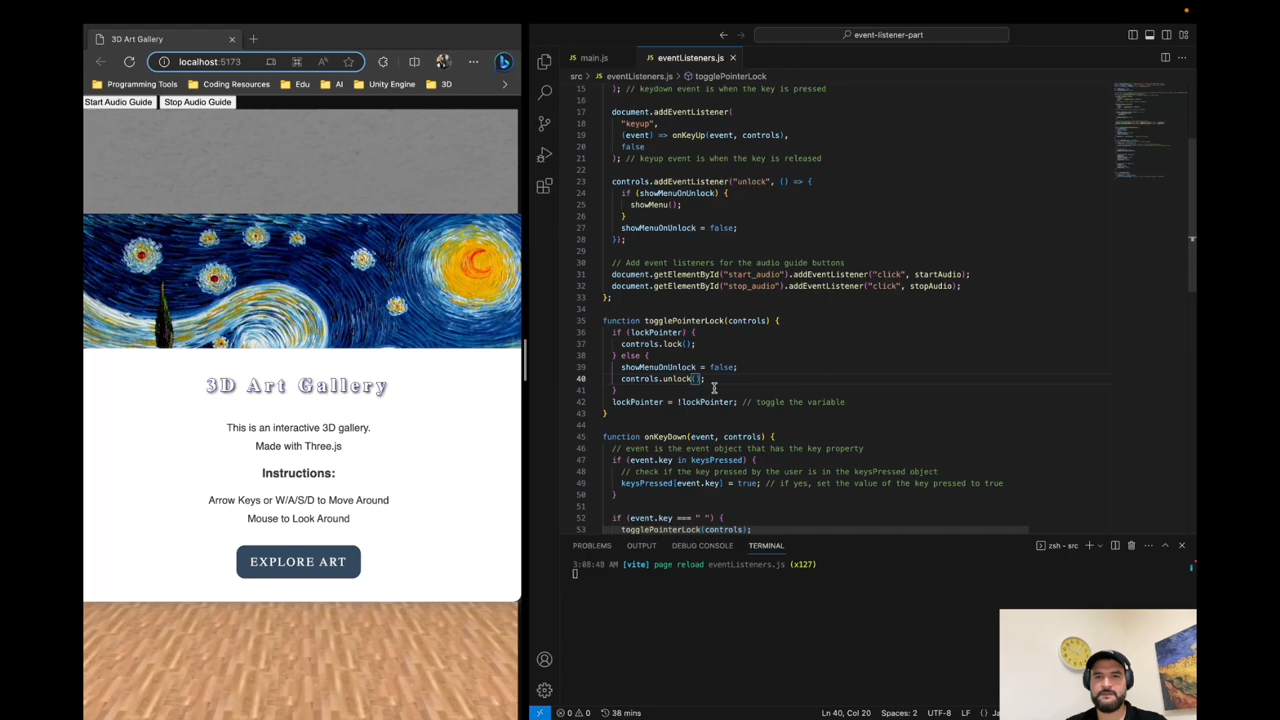 3D Art Gallery
localhost:5173
Programming Tools
Coding Resources
Edu
AI
Unity Engine
3D
Start Audio Guide
Stop Audio Guide
3D Art Gallery
This is an interactive 3D gallery.
Made with Three.js
Instructions:
Arrow Keys or W/A/S/D to Move Around
Mouse to Look Around
EXPLORE ART
event-listener-part
main.js
eventListeners.js
src > eventListeners.js > togglePointerLock
15 ); // keydown event is when the key is pressed
16
17 document.addEventListener(
18 "keyup",
19 (event) => onKeyUp(event, controls),
20 false
21 ); // keyup event is when the key is released
22
23 controls.addEventListener("unlock", () => {
24 if (showMenuOnUnlock) {
25 showMenu();
26 }
27 showMenuOnUnlock = false;
28 });
29
30 // Add event listeners for the audio guide buttons
31 document.getElementById("start_audio").addEventListener("click", startAudio);
32 document.getElementById("stop_audio").addEventListener("click", stopAudio);
33 };
34
35 function togglePointerLock(controls) {
36 if (lockPointer) {
37 controls.lock();
38 } else {
39 showMenuOnUnlock = false;
40 controls.unlock();
41 }
42 lockPointer = !lockPointer; // toggle the variable
43 }
44
45 function onKeyDown(event, controls) {
46 // event is the event object that has the key property
47 if (event.key in keysPressed) {
48 // check if the key pressed by the user is in the keysPressed object
49 keysPressed[event.key] = true; // if yes, set the value of the key pressed to true
50 }
51
52 if (event.key === " ") {
53 togglePointerLock(controls);
PROBLEMS OUTPUT DEBUG CONSOLE TERMINAL
zsh - src
3:08:48 AM [vite] page reload eventListeners.js (x127)
0 0 38 mins
Ln 40, Col 20 Spaces: 2 UTF-8 LF {}